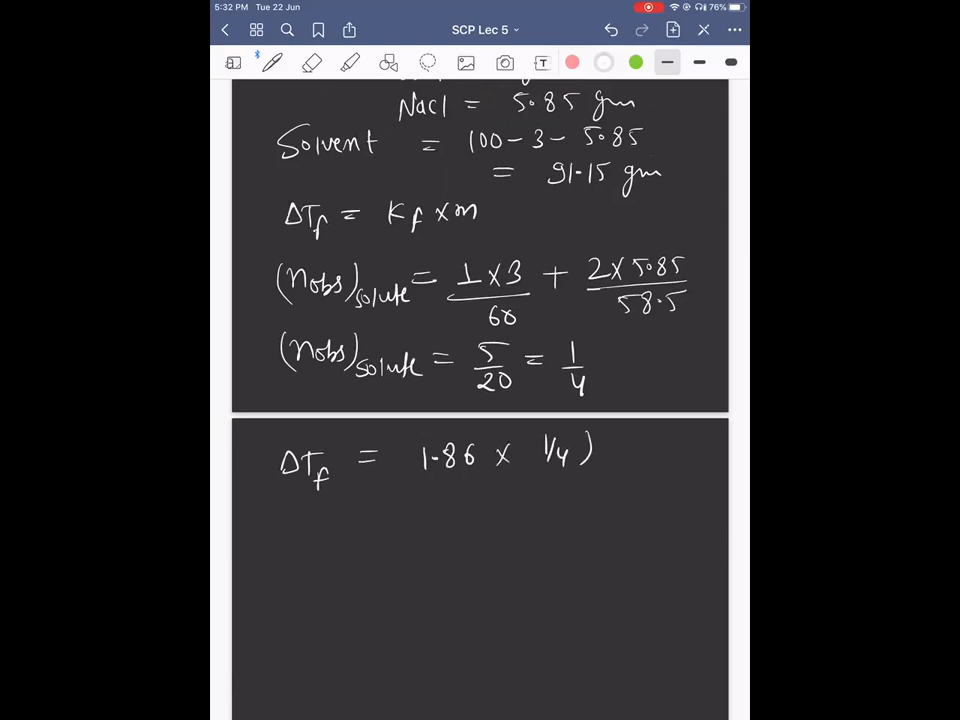 5:32 PM Tue 22 Jun 76%
SCP Lec 5
T
Nacl = 5.85 gm
Solvent = 100-3- 5.85
= 91.15 gm
ΔTf = Kf x m
(nobs)solute = 1 x 3 / 60 + 2 x 5.85 / 58.5
(nobs)solute = 5/20 = 1/4
ΔTf = 1.86 x 1/4 )